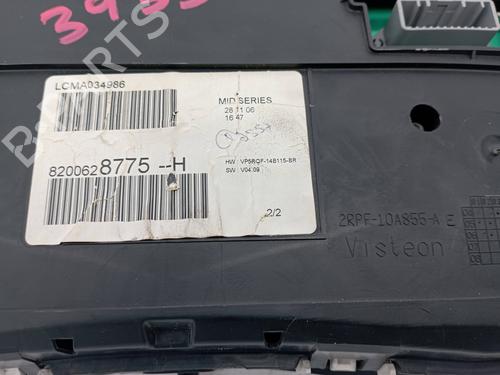 LCMA034986
MID SERIES
28 11 06
16 47
8200628775 --H
HW : VP5RQF-14B115-BR
SW : V04.09
2/2
2RPF-10A855-A E
Visteon